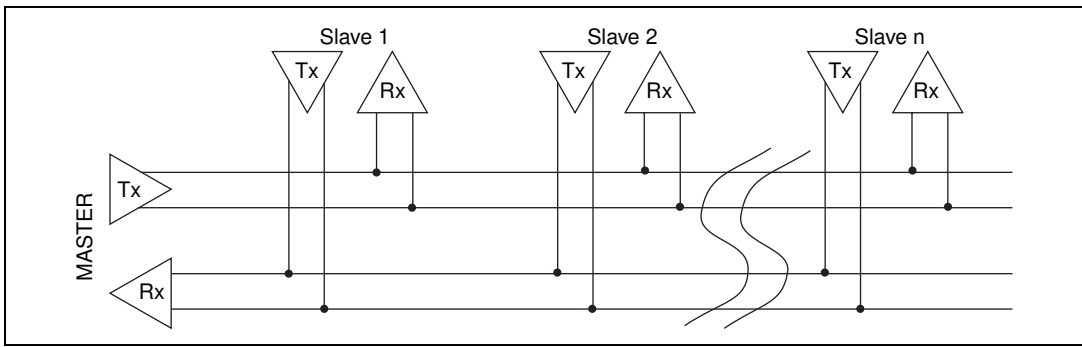 Slave 1
Slave 2
Slave n
Tx
Rx
Tx
Rx
Tx
Rx
MASTER
Tx
Rx